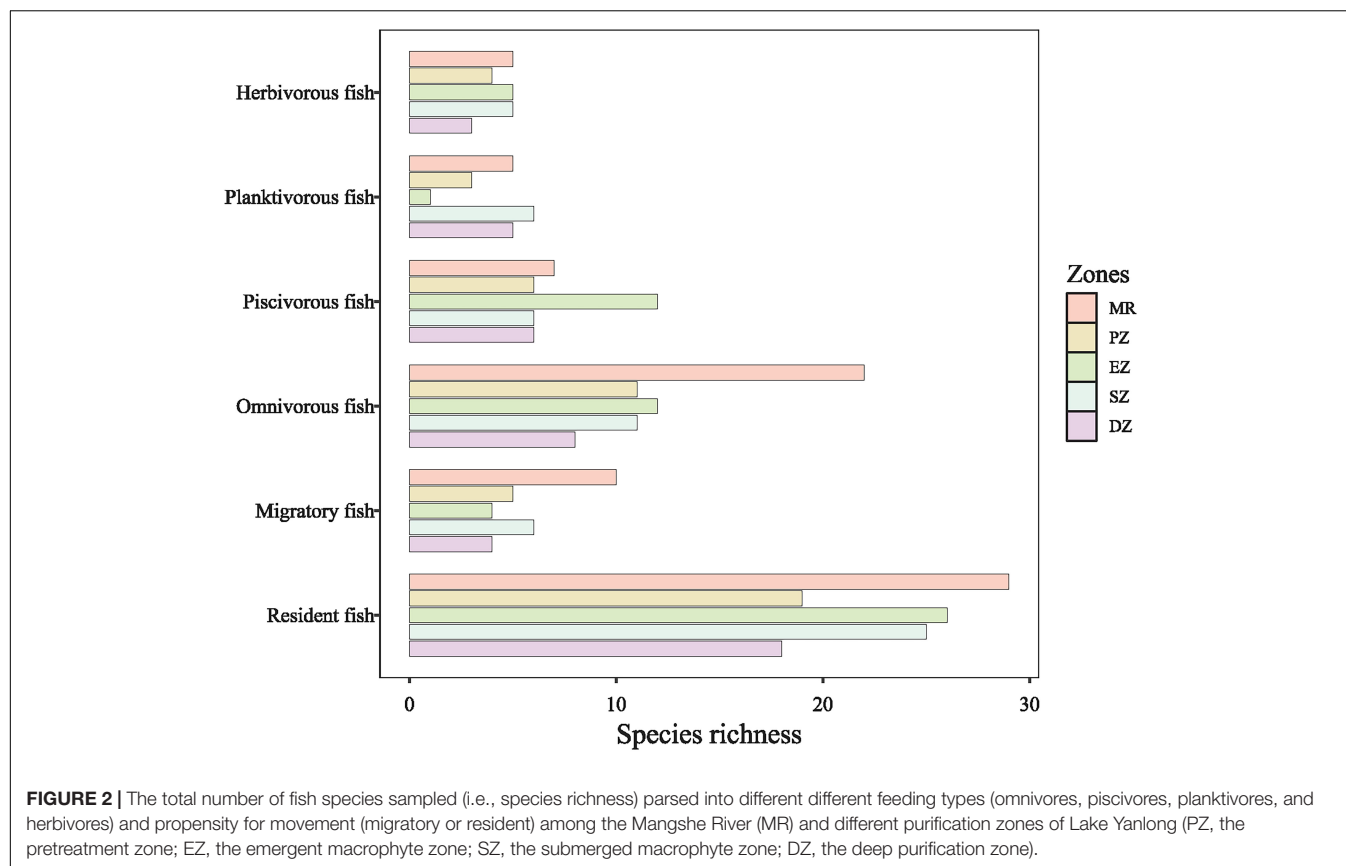 Herbivorous fish
Planktivorous fish
Piscivorous fish
Omnivorous fish
Migratory fish
Resident fish
0 10 20 30
Species richness
Zones
MR
PZ
EZ
SZ
DZ
FIGURE 2 | The total number of fish species sampled (i.e., species richness) parsed into different different feeding types (omnivores, piscivores, planktivores, and
herbivores) and propensity for movement (migratory or resident) among the Mangshe River (MR) and different purification zones of Lake Yanlong (PZ, the
pretreatment zone; EZ, the emergent macrophyte zone; SZ, the submerged macrophyte zone; DZ, the deep purification zone).